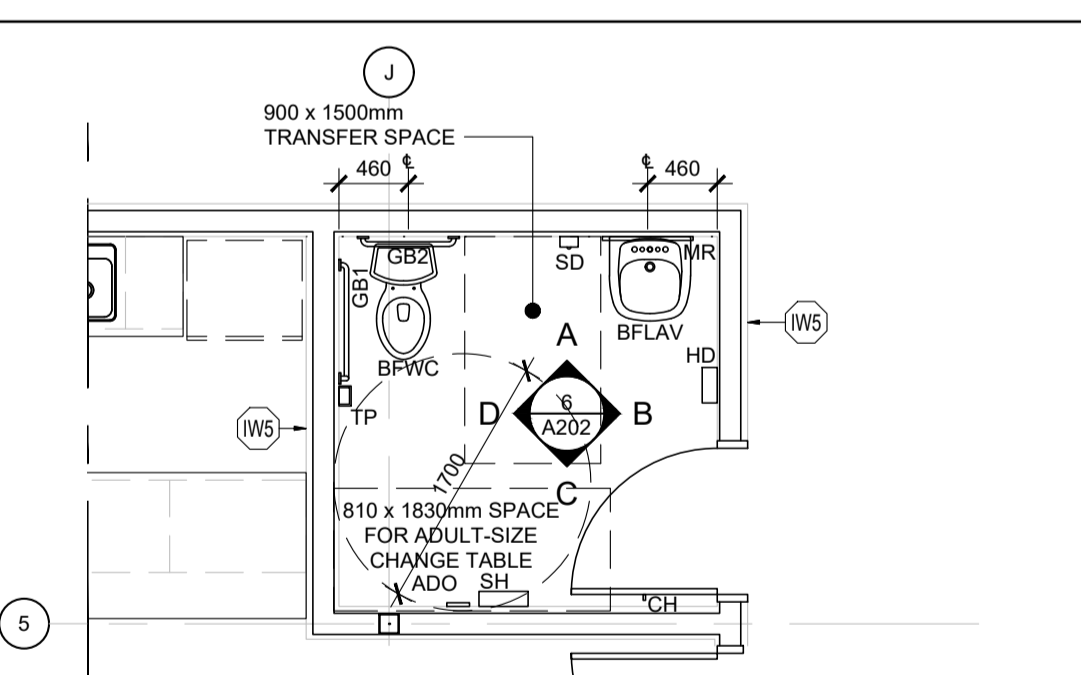 J
900 x 1500mm
TRANSFER SPACE
460 ℄
℄ 460
GB2
SD
MR
GB1
BFLAV
IW5
BFWC
A
HD
TP
D
6
A202
B
IW5
1700
C
810 x 1830mm SPACE
FOR ADULT-SIZE
CHANGE TABLE
ADO
SH
CH
5